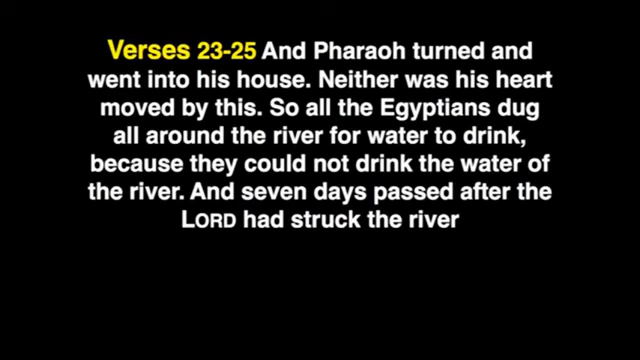 Verses 23-25 And Pharaoh turned and
went into his house. Neither was his heart
moved by this. So all the Egyptians dug
all around the river for water to drink,
because they could not drink the water of
the river. And seven days passed after the
LORD had struck the river